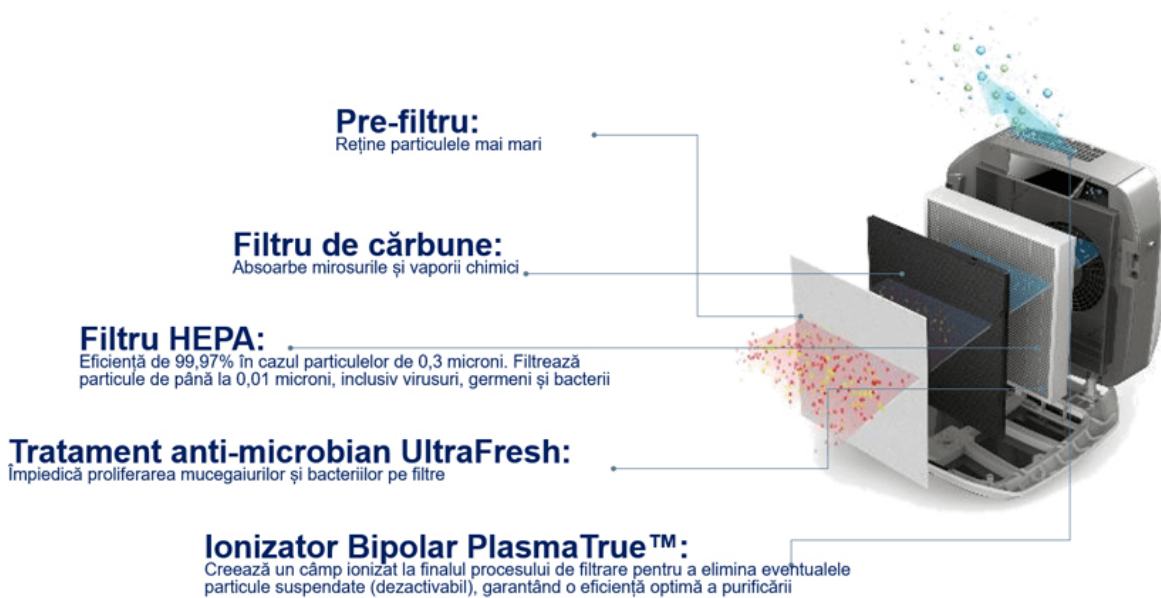 Pre-filtru:
Reține particulele mai mari
Filtru de cărbune:
Absoarbe mirosurile și vaporii chimici
Filtru HEPA:
Eficiență de 99,97% în cazul particulelor de 0,3 microni. Filtrează
particule de până la 0,01 microni, inclusiv virusuri, germeni și bacterii
Tratament anti-microbian UltraFresh:
Împiedică proliferarea mucegaiurilor și bacteriilor pe filtre
Ionizator Bipolar PlasmaTrue™:
Creează un câmp ionizat la finalul procesului de filtrare pentru a elimina eventualele
particule suspendate (dezactivabil), garantând o eficiență optimă a purificării